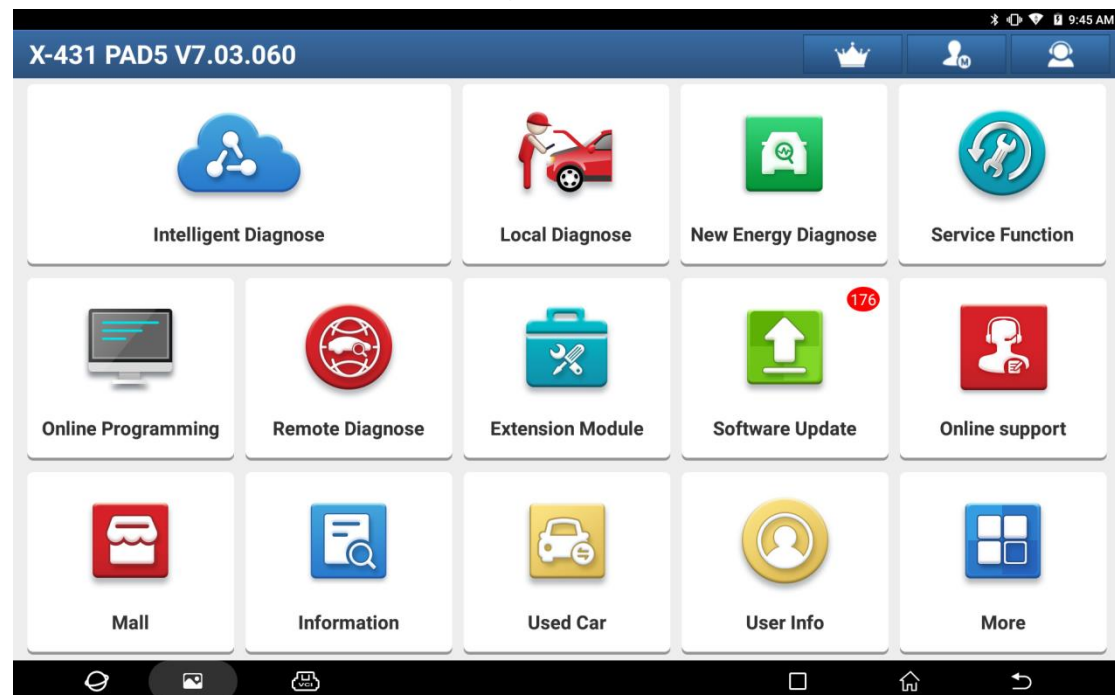 9:45 AM
X-431 PAD5 V7.03.060
M
Intelligent Diagnose
Local Diagnose
New Energy Diagnose
Service Function
176
Online Programming
Remote Diagnose
Extension Module
Software Update
Online support
Mall
Information
Used Car
User Info
More
VCI